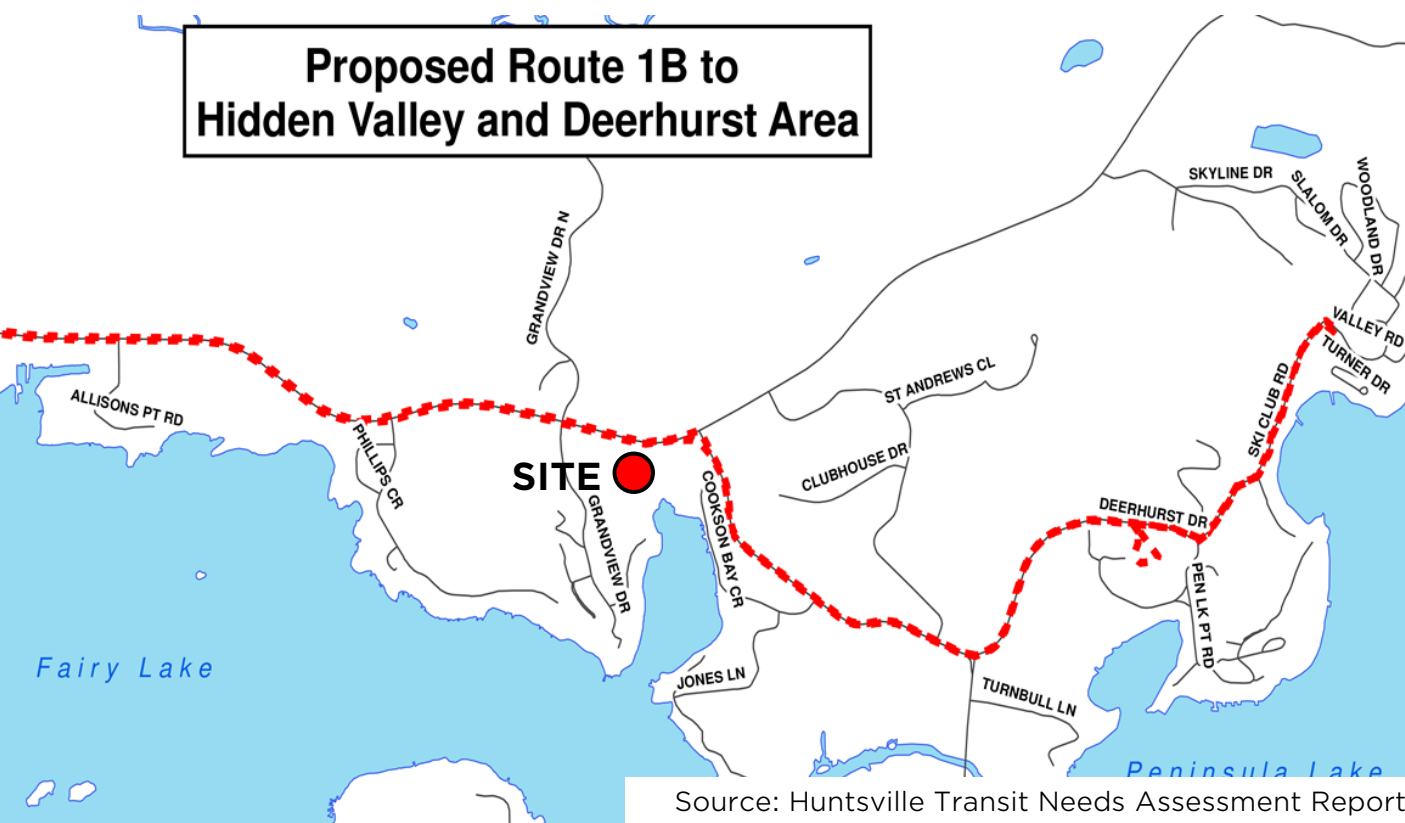 Proposed Route 1B to
Hidden Valley and Deerhurst Area
SKYLINE DR
SLALOM DR
WOODLAND DR
GRANDVIEW DR N
VALLEY RD
TURNER DR
ALLISONS PT RD
ST ANDREWS CL
SKI CLUB RD
PHILLIPS CR
SITE
CLUBHOUSE DR
COOKSON BAY CR
GRANDVIEW DR
DEERHURST DR
PEN LK PT RD
Fairy Lake
JONES LN
TURNBULL LN
Peninsula Lake
Source: Huntsville Transit Needs Assessment Report